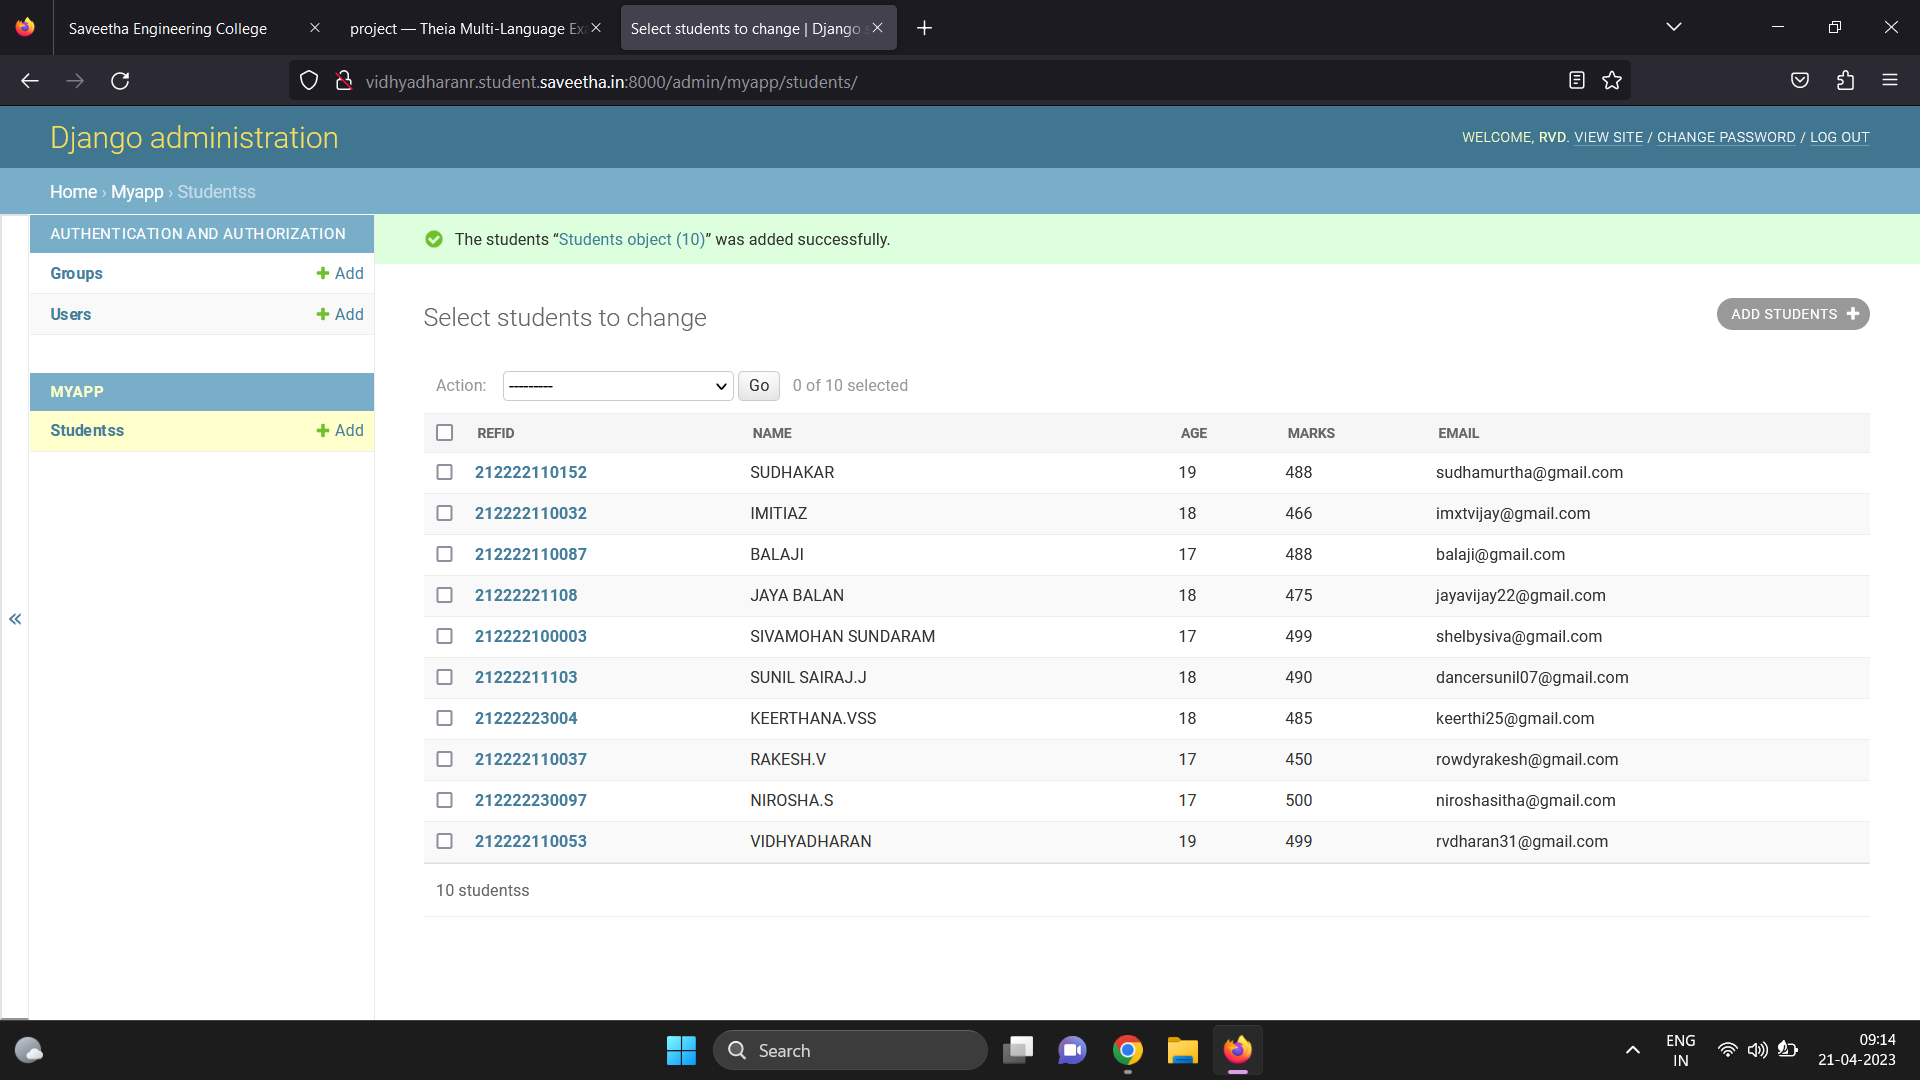 Saveetha Engineering College
project — Theia Multi-Language Exa
Select students to change | Django s
vidhyadharanr.student.saveetha.in:8000/admin/myapp/students/
Django administration
WELCOME, RVD. VIEW SITE / CHANGE PASSWORD / LOG OUT
Home › Myapp › Studentss
AUTHENTICATION AND AUTHORIZATION
Groups Add
Users Add
MYAPP
Studentss Add
The students “Students object (10)” was added successfully.
Select students to change
ADD STUDENTS
Action: --------- Go 0 of 10 selected
REFID NAME AGE MARKS EMAIL
212222110152 SUDHAKAR 19 488 sudhamurtha@gmail.com
212222110032 IMITIAZ 18 466 imxtvijay@gmail.com
212222110087 BALAJI 17 488 balaji@gmail.com
21222221108 JAYA BALAN 18 475 jayavijay22@gmail.com
212222100003 SIVAMOHAN SUNDARAM 17 499 shelbysiva@gmail.com
21222211103 SUNIL SAIRAJ.J 18 490 dancersunil07@gmail.com
21222223004 KEERTHANA.VSS 18 485 keerthi25@gmail.com
212222110037 RAKESH.V 17 450 rowdyrakesh@gmail.com
212222230097 NIROSHA.S 17 500 niroshasitha@gmail.com
212222110053 VIDHYADHARAN 19 499 rvdharan31@gmail.com
10 studentss
Search
ENG
IN
09:14
21-04-2023